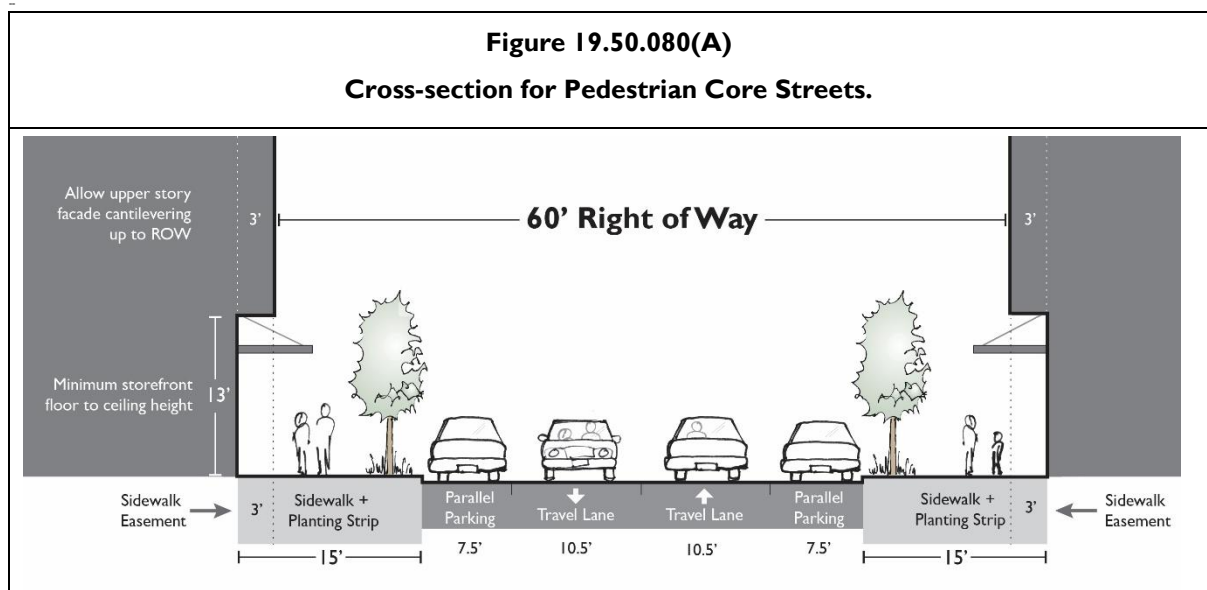 Figure 19.50.080(A)
Cross-section for Pedestrian Core Streets.
Allow upper story
facade cantilevering
up to ROW
3'
60' Right of Way
3'
Minimum storefront
floor to ceiling height
13'
Sidewalk
Easement
3'
Sidewalk +
Planting Strip
Parallel
Parking
Travel Lane
Travel Lane
Parallel
Parking
Sidewalk +
Planting Strip
3'
Sidewalk
Easement
15'
7.5'
10.5'
10.5'
7.5'
15'